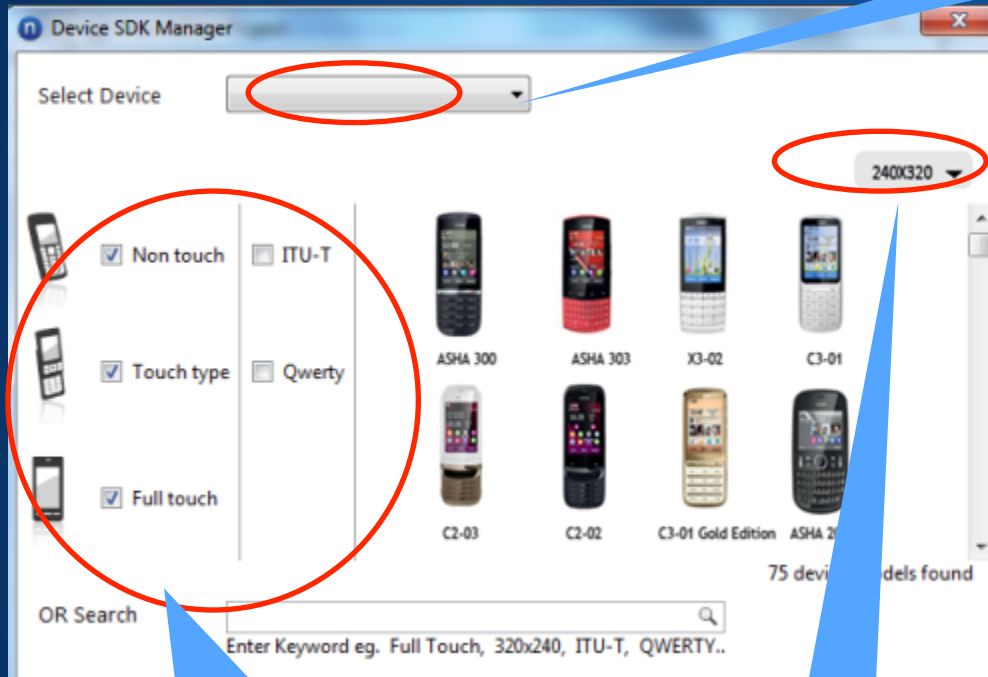 n Device SDK Manager
Select Device
240X320
Non touch
ITU-T
ASHA 300
ASHA 303
X3-02
C3-01
Touch type
Qwerty
Full touch
C2-03
C2-02
C3-01 Gold Edition
ASHA
75 found
OR Search
Enter Keyword eg. Full Touch, 320x240, ITU-T, QWERTY..